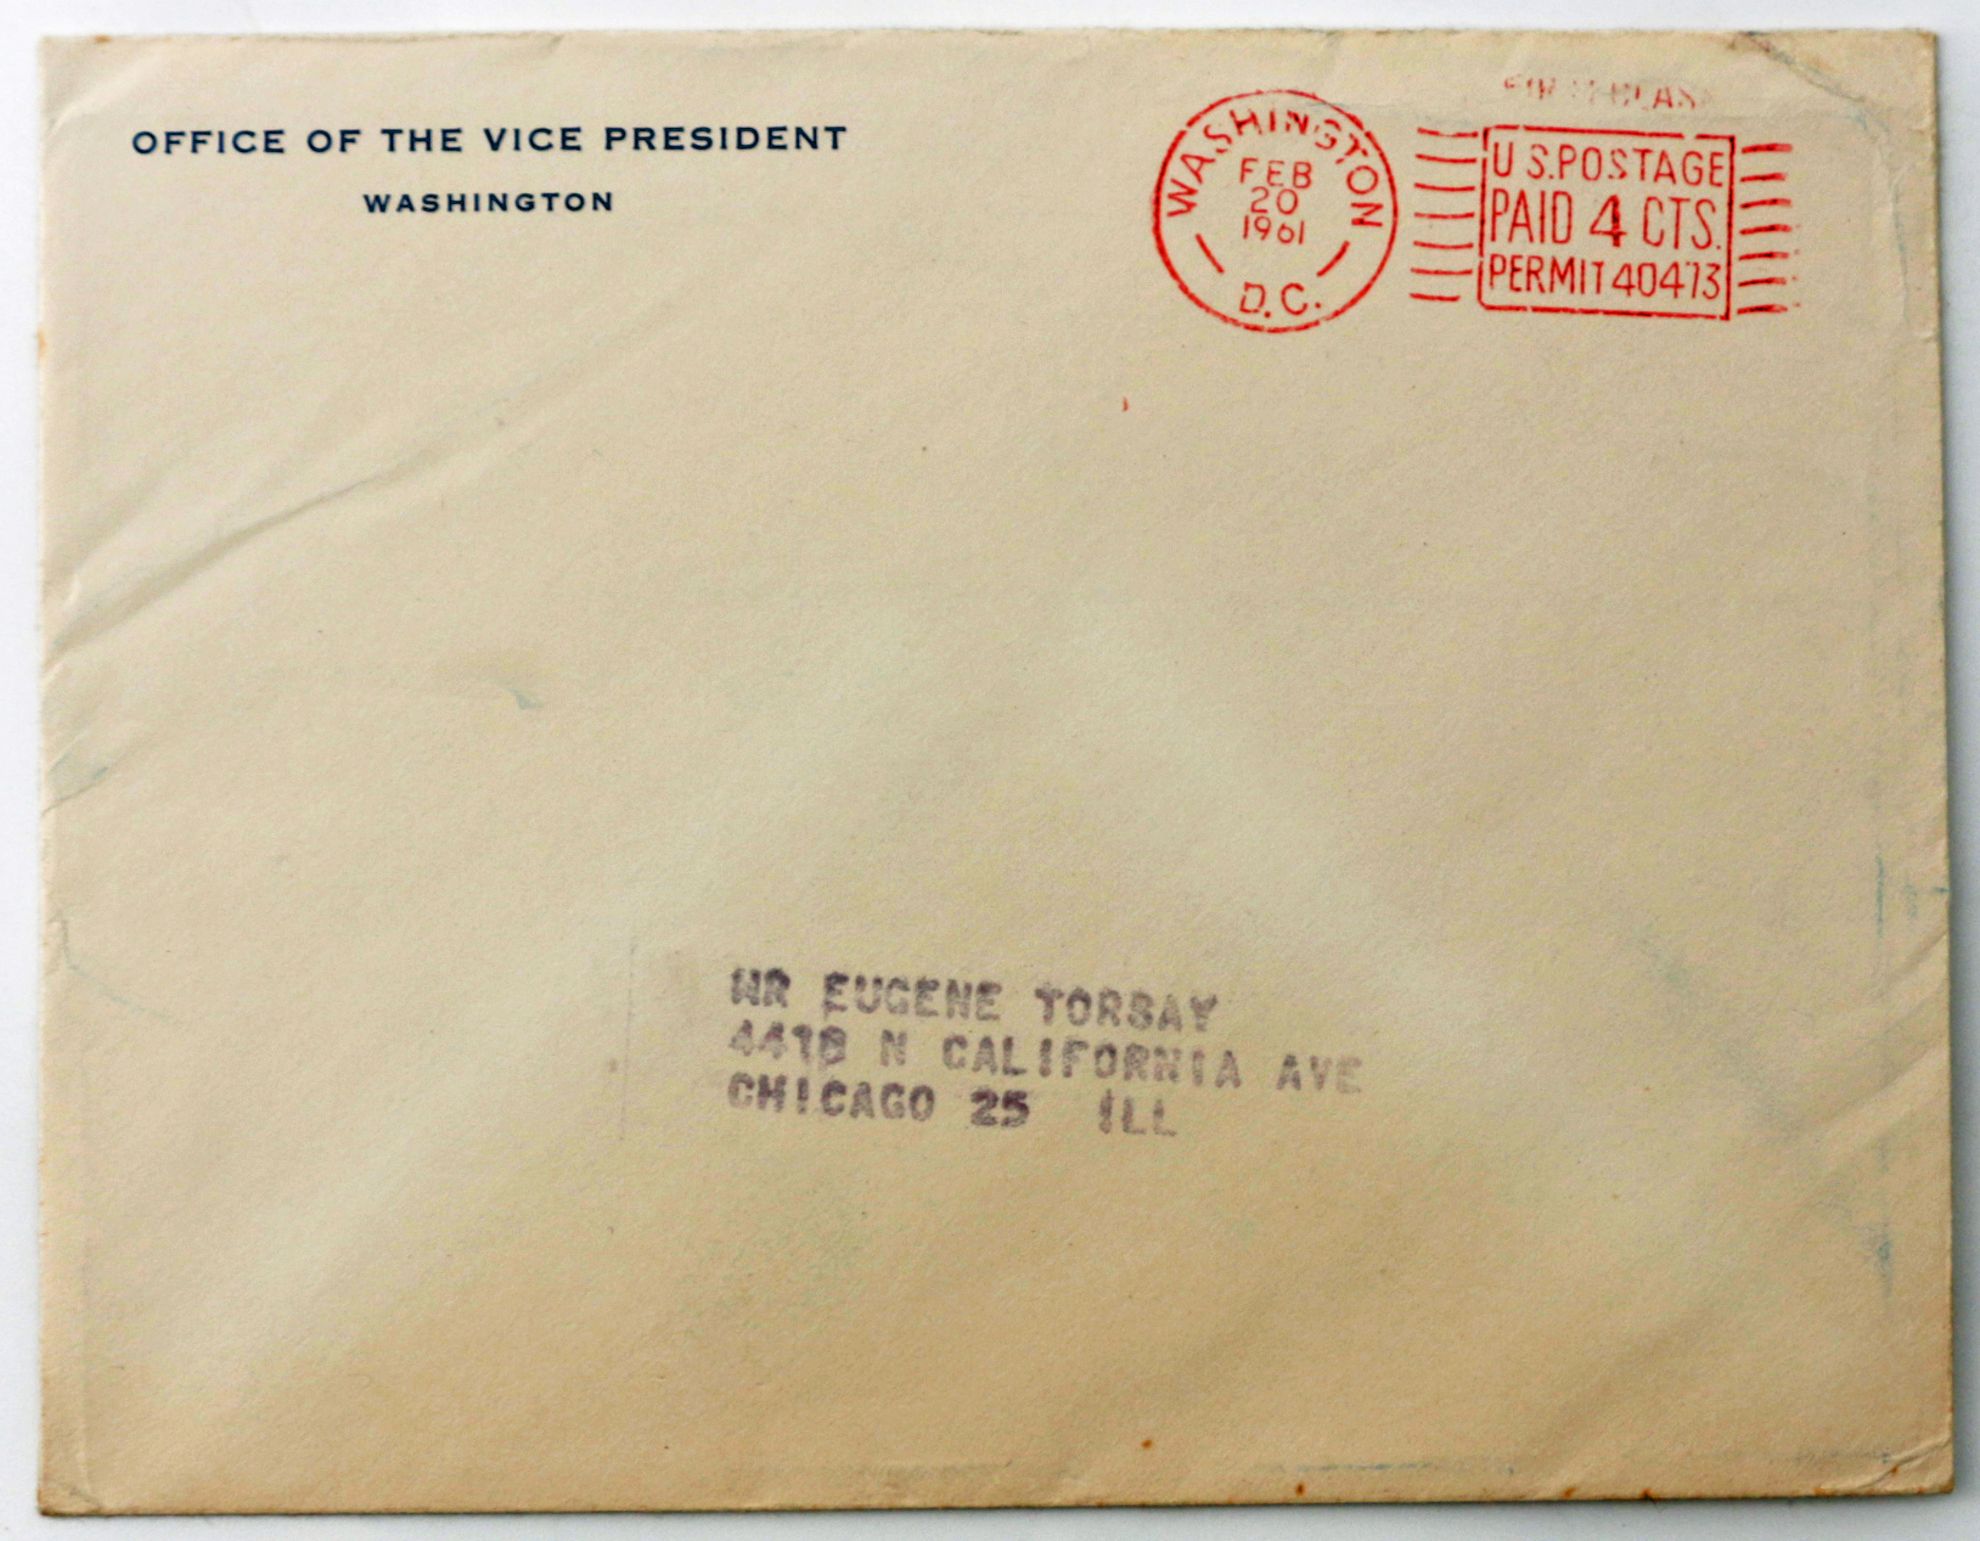 OFFICE OF THE VICE PRESIDENT
WASHINGTON
WASHINGTON
FEB
20
1961
D.C.
U.S.POSTAGE
PAID 4 CTS.
PERMIT 40473
MR EUGENE TORSAY
N CALIFORNIA AVE
CHICAGO 25 ILL